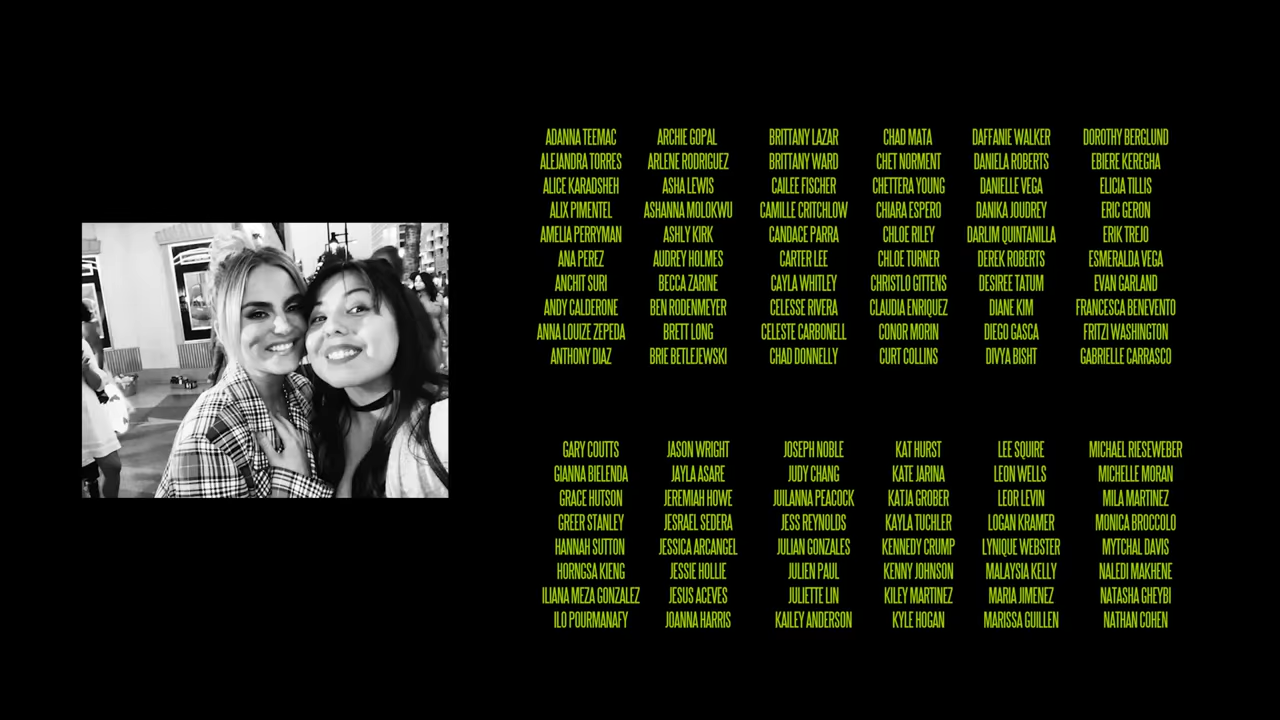 ADANNA TEEMAC ARCHIE GOPAL BRITTANY LAZAR CHAD MATA DAFFANIE WALKER DOROTHY BERGLUND
ALEJANDRA TORRES ARLENE RODRIGUEZ BRITTANY WARD CHET NORMENT DANIELA ROBERTS EBIERE KEREGHA
ALICE KARADSHEH ASHA LEWIS CAILEE FISCHER CHETTERA YOUNG DANIELLE VEGA ELICIA TILLIS
ALIX PIMENTEL ASHANNA MOLOKWU CAMILLE CRITCHLOW CHIARA ESPERO DANIKA JOUDREY ERIC GERON
AMELIA PERRYMAN ASHLY KIRK CANDACE PARRA CHLOE RILEY DARLIM QUINTANILLA ERIK TREJO
ANA PEREZ AUDREY HOLMES CARTER LEE CHLOE TURNER DEREK ROBERTS ESMERALDA VEGA
ANCHIT SURI BECCA ZARINE CAYLA WHITLEY CHRISTLO GITTENS DESIREE TATUM EVAN GARLAND
ANDY CALDERONE BEN RODENMEYER CELESSE RIVERA CLAUDIA ENRIQUEZ DIANE KIM FRANCESCA BENEVENTO
ANNA LOUIZE ZEPEDA BRETT LONG CELESTE CARBONELL CONOR MORIN DIEGO GASCA FRITZI WASHINGTON
ANTHONY DIAZ BRIE BETLEJEWSKI CHAD DONNELLY CURT COLLINS DIVYA BISHT GABRIELLE CARRASCO
GARY COUTTS JASON WRIGHT JOSEPH NOBLE KAT HURST LEE SQUIRE MICHAEL RIESEWEBER
GIANNA BIELENDA JAYLA ASARE JUDY CHANG KATE JARINA LEON WELLS MICHELLE MORAN
GRACE HUTSON JEREMIAH HOWE JUILANNA PEACOCK KATJA GROBER LEOR LEVIN MILA MARTINEZ
GREER STANLEY JESRAEL SEDERA JESS REYNOLDS KAYLA TUCHLER LOGAN KRAMER MONICA BROCCOLO
HANNAH SUTTON JESSICA ARCANGEL JULIAN GONZALES KENNEDY CRUMP LYNIQUE WEBSTER MYTCHAL DAVIS
HORNGSA KIENG JESSIE HOLLIE JULIEN PAUL KENNY JOHNSON MALAYSIA KELLY NALEDI MAKHENE
ILIANA MEZA GONZALEZ JESUS ACEVES JULIETTE LIN KILEY MARTINEZ MARIA JIMENEZ NATASHA GHEYBI
ILO POURMANAFY JOANNA HARRIS KAILEY ANDERSON KYLE HOGAN MARISSA GUILLEN NATHAN COHEN